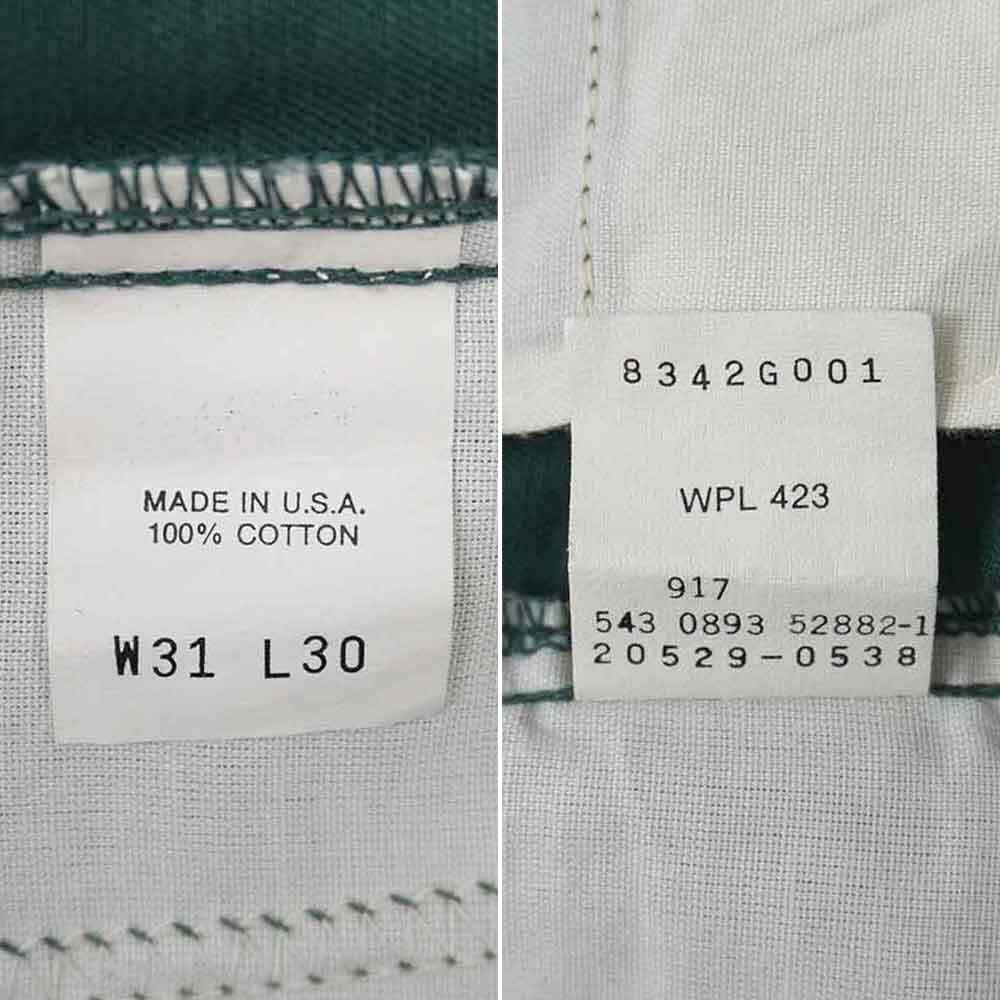 MADE IN U.S.A.
100% COTTON
W31 L30
8342G001
WPL 423
917
543 0893 52882-1
20529-0538